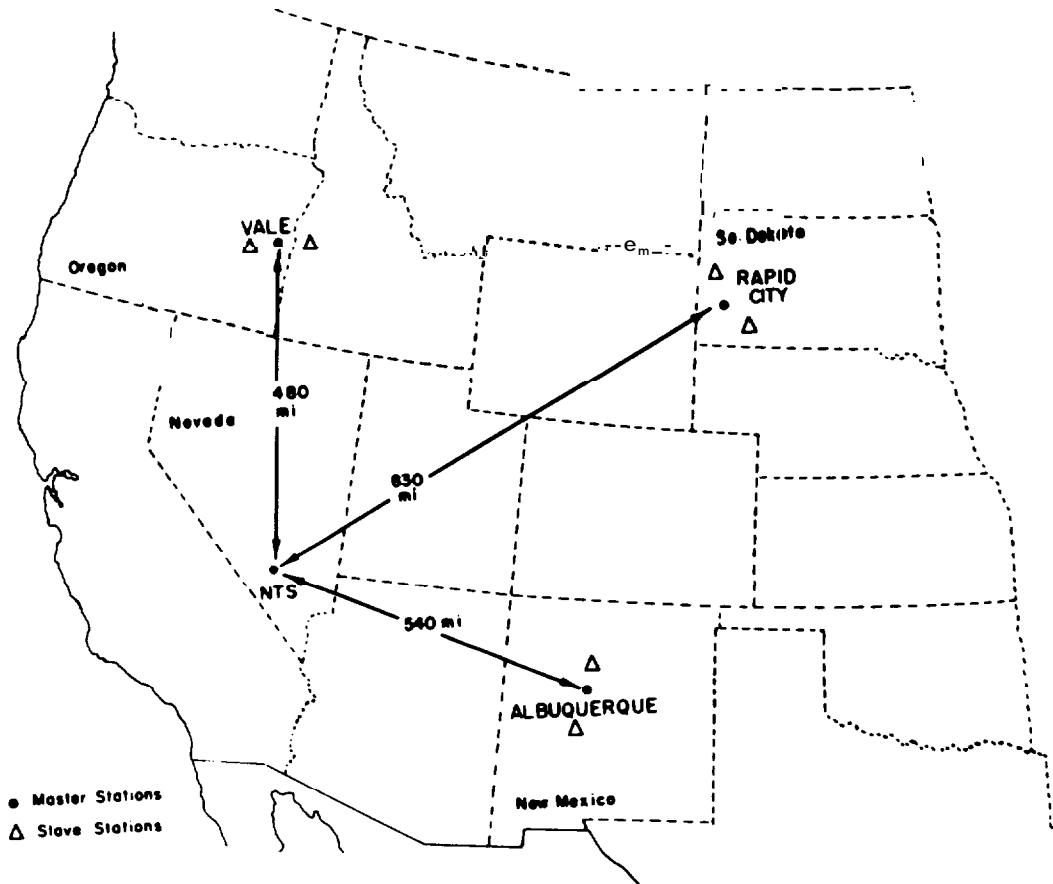 VALE
Oregon
e m
So. Dakota
RAPID
CITY
480
mi
Nevada
830
mi
NTS
540 mi
ALBUQUERQUE
New Mexico
Master Stations
Slave Stations